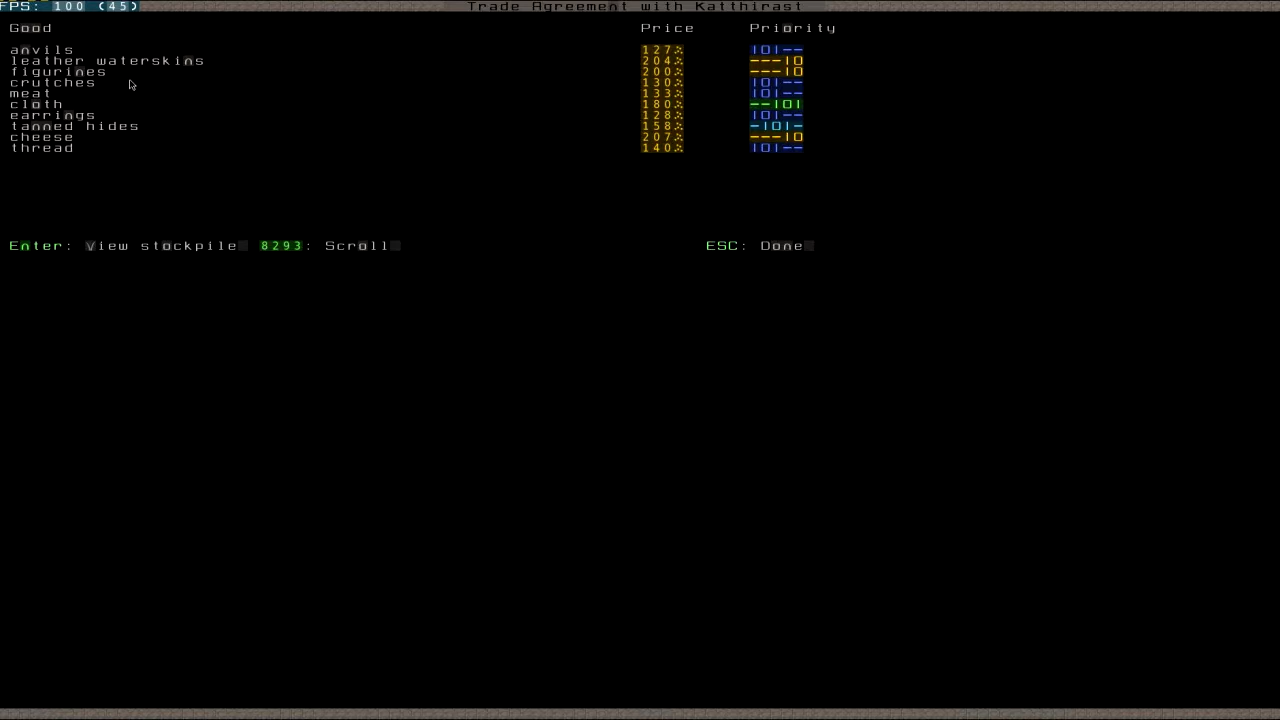 FPS: 100 (45) Trade Agreement with Katthirast
Good Price Priority
anvils 127% |O|--
leather waterskins 204% ---|O
figurines 200% ---|O
crutches 130% |O|--
meat 133% |O|--
cloth 180% --|O|
earrings 128% |O|--
tanned hides 158% -|O|-
cheese 207% ---|O
thread 140% |O|--
Enter: View stockpile 8293: Scroll ESC: Done